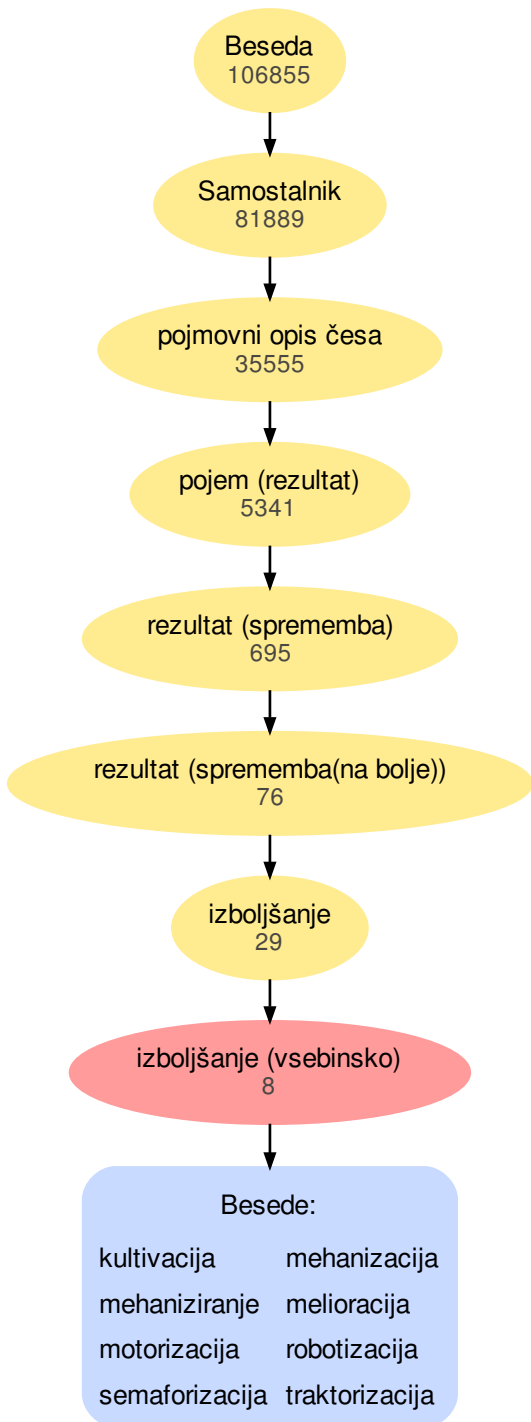 Beseda
106855
Samostalnik
81889
pojmovni opis česa
35555
pojem (rezultat)
5341
rezultat (sprememba)
695
rezultat (sprememba(na bolje))
76
izboljšanje
29
izboljšanje (vsebinsko)
8
Besede:
kultivacija mehanizacija
mehaniziranje melioracija
motorizacija robotizacija
semaforizacija traktorizacija